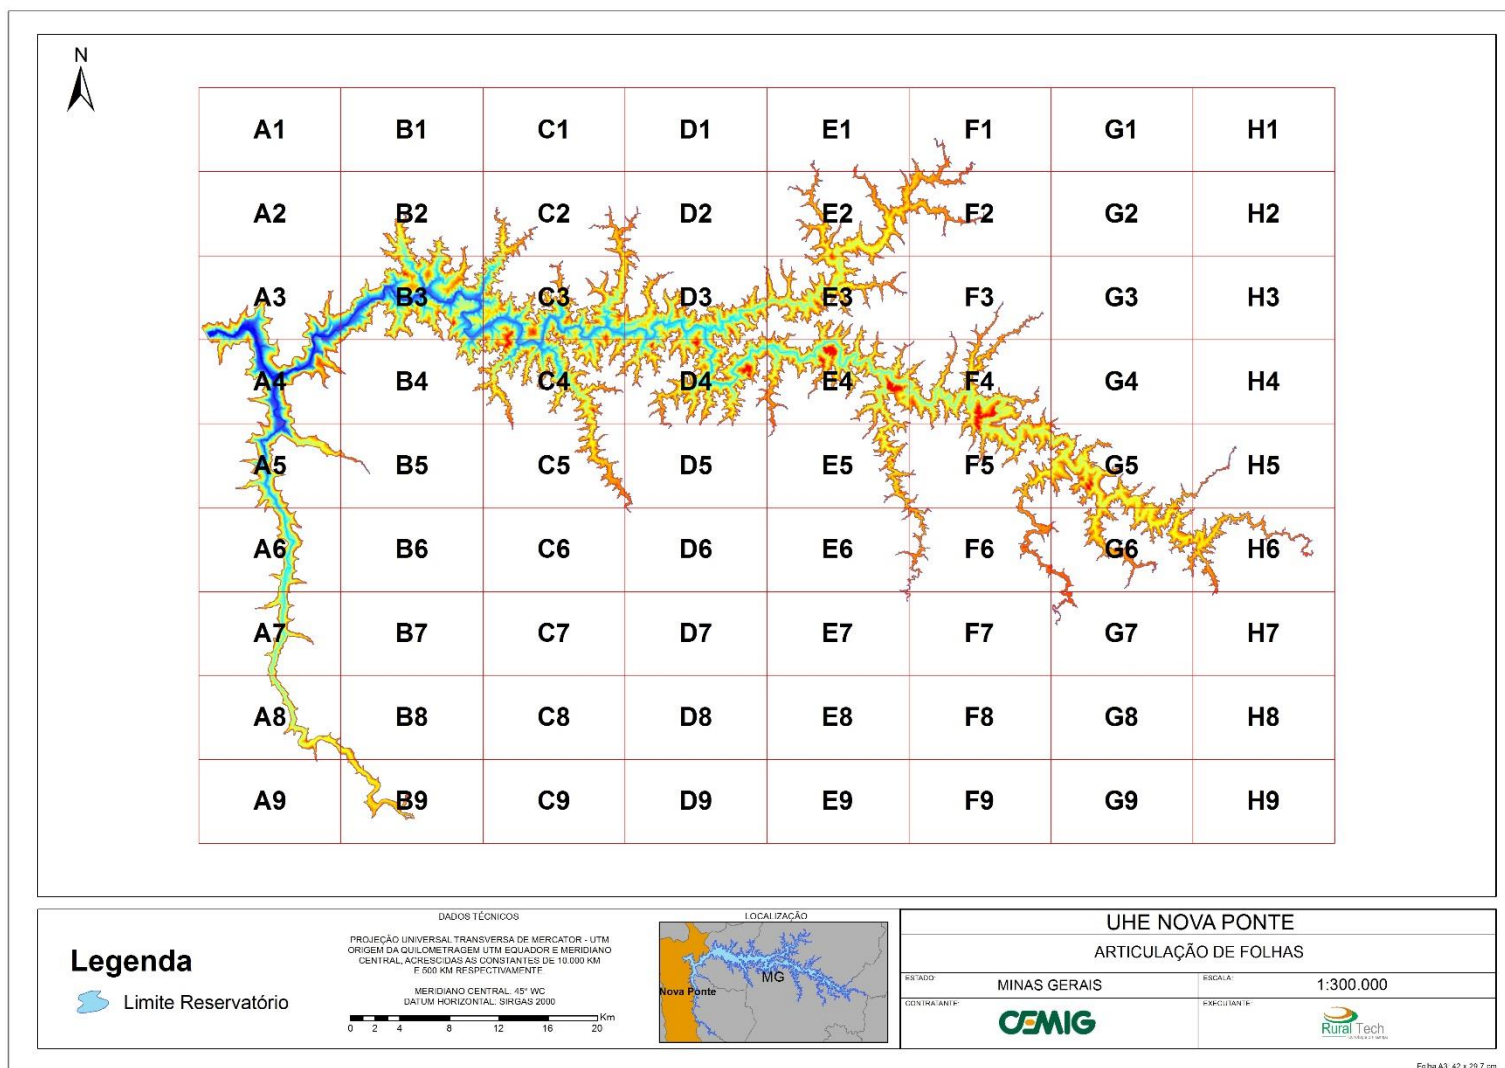 N
A1 B1 C1 D1 E1 F1 G1 H1
A2 B2 C2 D2 E2 F2 G2 H2
A3 B3 C3 D3 E3 F3 G3 H3
A4 B4 C4 D4 E4 F4 G4 H4
A5 B5 C5 D5 E5 F5 G5 H5
A6 B6 C6 D6 E6 F6 G6 H6
A7 B7 C7 D7 E7 F7 G7 H7
A8 B8 C8 D8 E8 F8 G8 H8
A9 B9 C9 D9 E9 F9 G9 H9
Legenda
Limite Reservatório
DADOS TÉCNICOS
PROJEÇÃO UNIVERSAL TRANSVERSA DE MERCATOR - UTM
ORIGEM DA QUILOMETRAGEM UTM EQUADOR E MERIDIANO
CENTRAL, ACRESCIDAS AS CONSTANTES DE 10.000 KM
E 500 KM RESPECTIVAMENTE
MERIDIANO CENTRAL: 45° WC
DATUM HORIZONTAL: SIRGAS 2000
Km
0 2 4 8 12 16 20
LOCALIZAÇÃO
MG
Nova Ponte
UHE NOVA PONTE
ARTICULAÇÃO DE FOLHAS
ESTADO: MINAS GERAIS
ESCALA: 1:300.000
CONTRATANTE: CEMIG
EXECUTANTE: Rural Tech
Folha A3: 42 x 29,7 cm